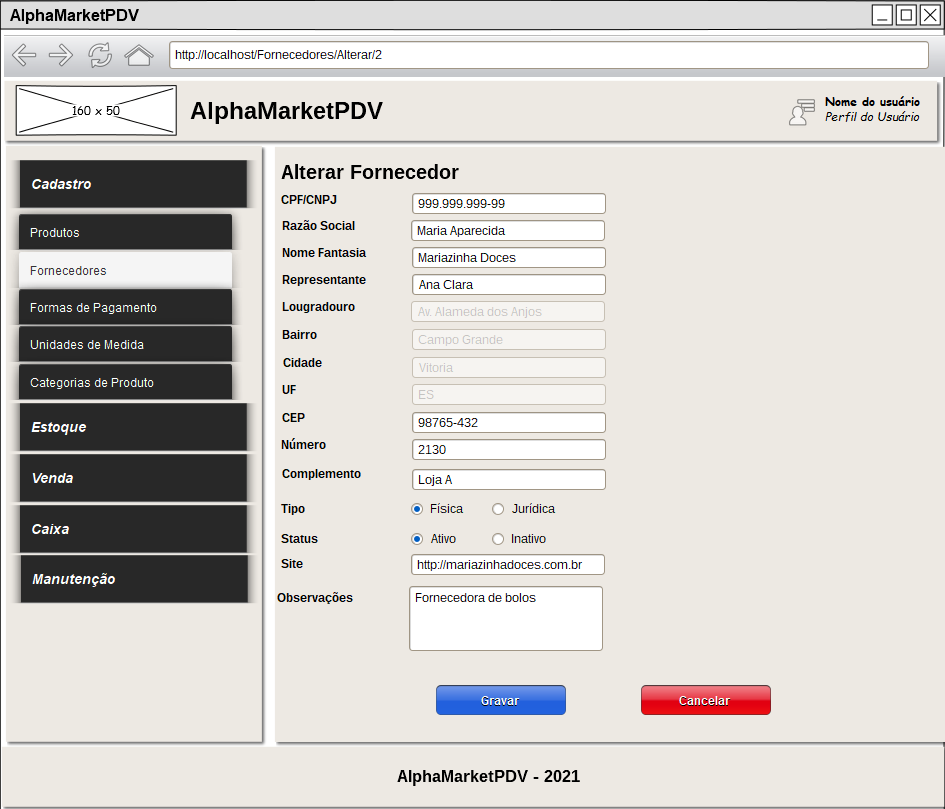 AlphaMarketPDV
http://localhost/Fornecedores/Alterar/2
160 x 50
AlphaMarketPDV
Nome do usuário
Perfil do Usuário
Cadastro
Produtos
Fornecedores
Formas de Pagamento
Unidades de Medida
Categorias de Produto
Estoque
Venda
Caixa
Manutenção
Alterar Fornecedor
CPF/CNPJ 999.999.999-99
Razão Social Maria Aparecida
Nome Fantasia Mariazinha Doces
Representante Ana Clara
Lougradouro Av. Alameda dos Anjos
Bairro Campo Grande
Cidade Vitoria
UF ES
CEP 98765-432
Número 2130
Complemento Loja A
Tipo Física Jurídica
Status Ativo Inativo
Site http://mariazinhadoces.com.br
Observações Fornecedora de bolos
Gravar Cancelar
AlphaMarketPDV - 2021